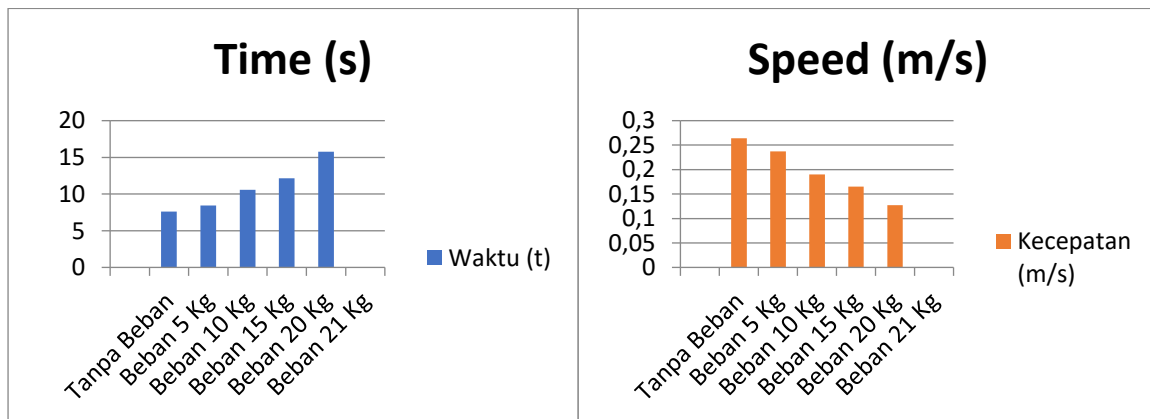 Time (s)
20
15
10
5
0
Tanpa Beban
Beban 5 Kg
Beban 10 Kg
Beban 15 Kg
Beban 20 Kg
Beban 21 Kg
Waktu (t)
Speed (m/s)
0,3
0,25
0,2
0,15
0,1
0,05
0
Tanpa Beban
Beban 5 Kg
Beban 10 Kg
Beban 15 Kg
Beban 20 Kg
Beban 21 Kg
Kecepatan
(m/s)